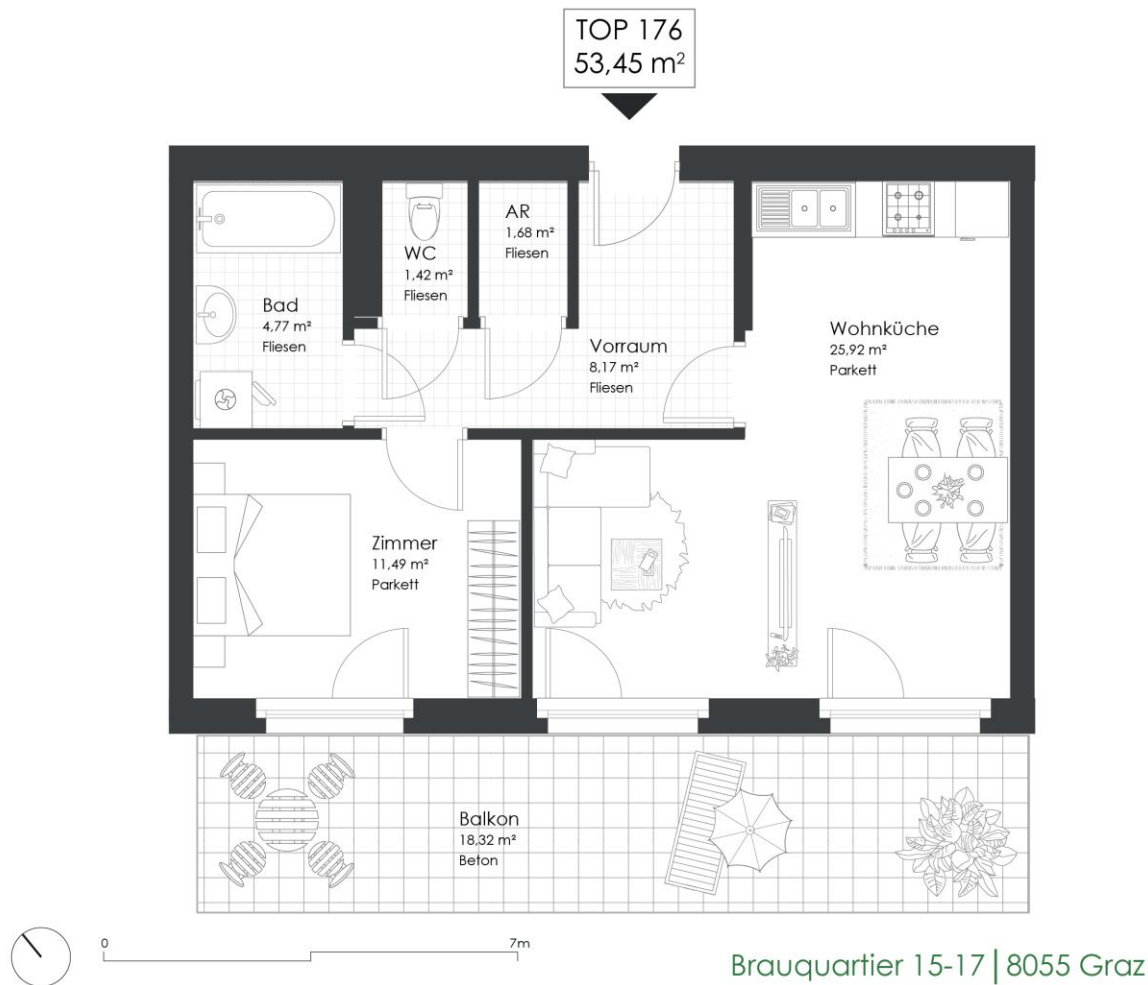 TOP 176
53,45 m²
AR
1,68 m²
Fliesen
WC
1,42 m²
Fliesen
Bad
4,77 m²
Fliesen
Vorraum
8,17 m²
Fliesen
Wohnküche
25,92 m²
Parkett
Zimmer
11,49 m²
Parkett
Balkon
18,32 m²
Beton
0
7m
Brauquartier 15-17 | 8055 Graz